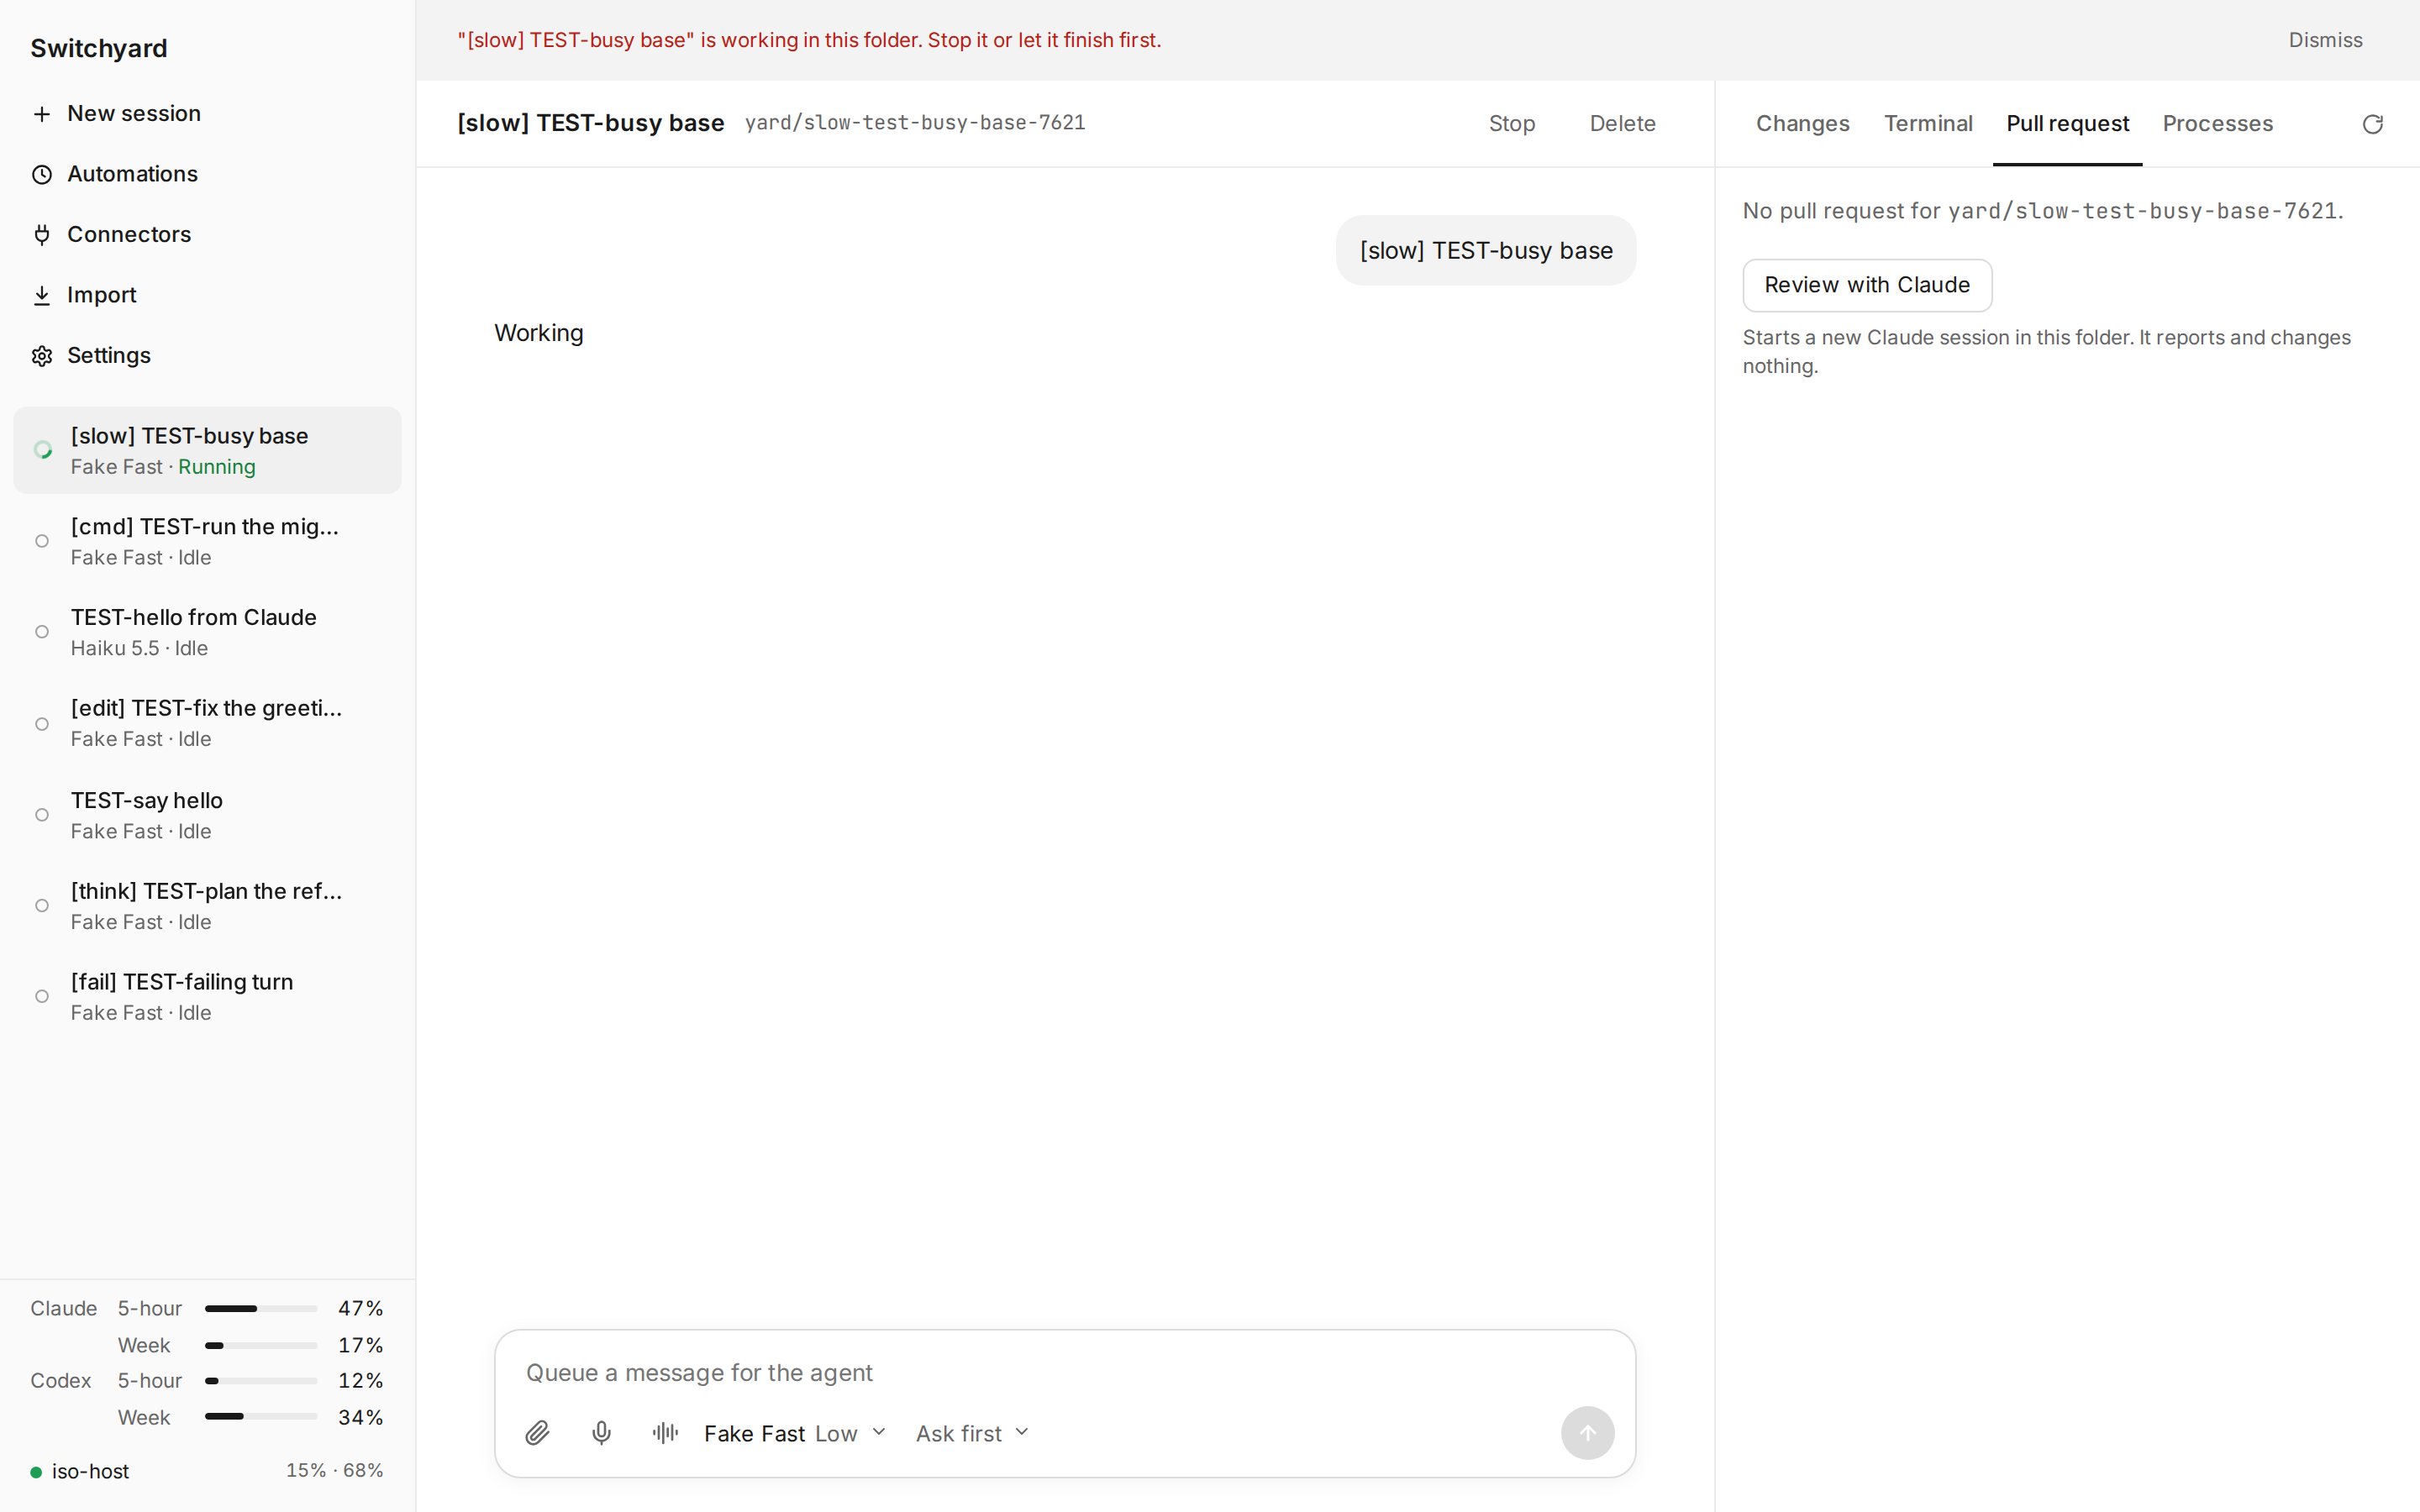 Switchyard
New session
Automations
Connectors
Import
Settings
[slow] TEST-busy base
Fake Fast · Running
[cmd] TEST-run the mig...
Fake Fast · Idle
TEST-hello from Claude
Haiku 5.5 · Idle
[edit] TEST-fix the greeti...
Fake Fast · Idle
TEST-say hello
Fake Fast · Idle
[think] TEST-plan the ref...
Fake Fast · Idle
[fail] TEST-failing turn
Fake Fast · Idle
Claude 5-hour 47%
Week 17%
Codex 5-hour 12%
Week 34%
iso-host 15% · 68%
"[slow] TEST-busy base" is working in this folder. Stop it or let it finish first. Dismiss
[slow] TEST-busy base yard/slow-test-busy-base-7621 Stop Delete
[slow] TEST-busy base
Working
Queue a message for the agent
Fake Fast Low Ask first
Changes Terminal Pull request Processes
No pull request for yard/slow-test-busy-base-7621.
Review with Claude
Starts a new Claude session in this folder. It reports and changes
nothing.